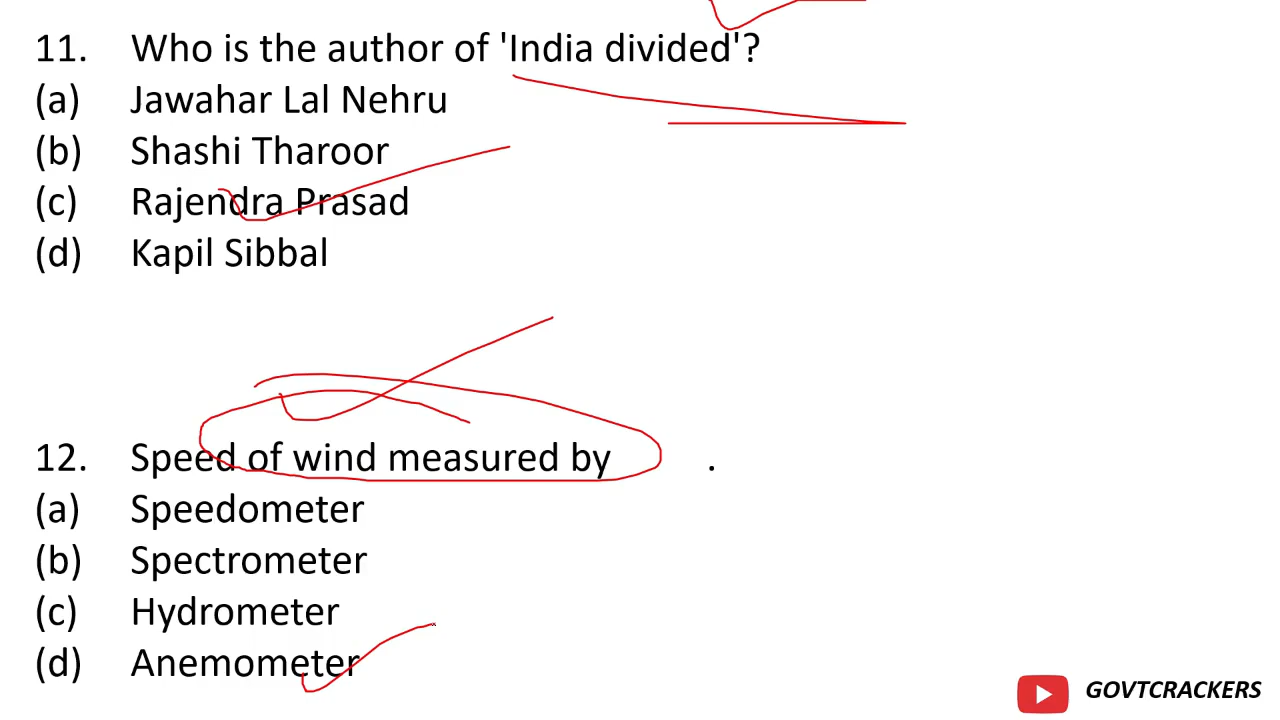 11. Who is the author of 'India divided'?
(a) Jawahar Lal Nehru
(b) Shashi Tharoor
(c) Rajendra Prasad
(d) Kapil Sibbal
12. Speed of wind measured by .
(a) Speedometer
(b) Spectrometer
(c) Hydrometer
(d) Anemometer
GOVTCRACKERS